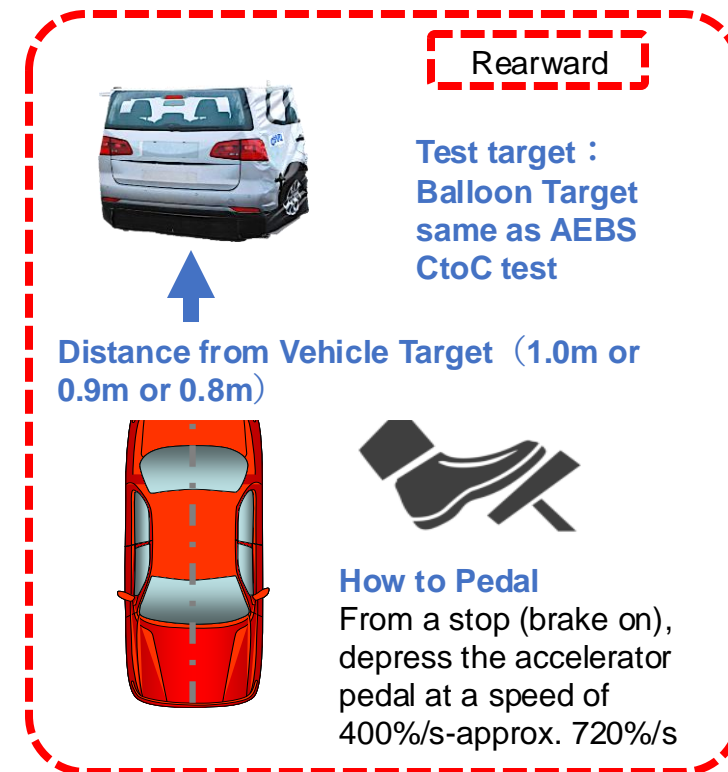 Rearward
Test target：
Balloon Target
same as AEBS
CtoC test
Distance from Vehicle Target（1.0m or
0.9m or 0.8m）
How to Pedal
From a stop (brake on),
depress the accelerator
pedal at a speed of
400%/s-approx. 720%/s